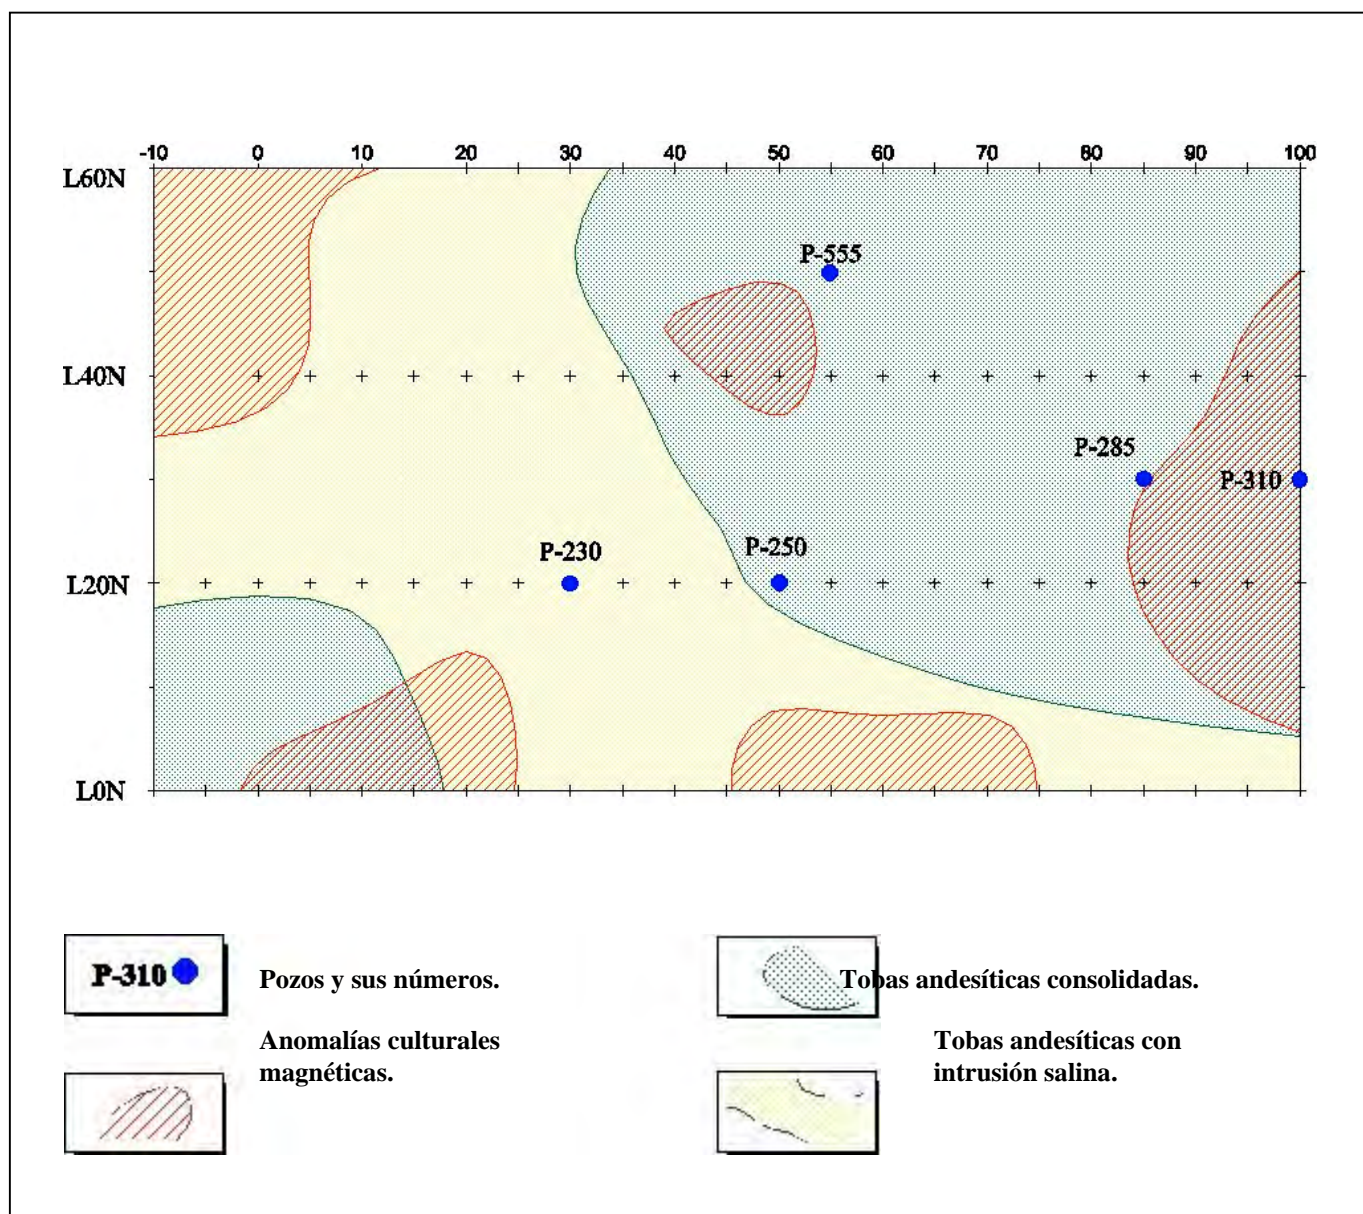 -10 0 10 20 30 40 50 60 70 80 90 100
L60N
P-555
L40N
P-285
P-310
P-230
P-250
L20N
L0N
P-310
Pozos y sus números.
Tobas andesíticas consolidadas.
Anomalías culturales
magnéticas.
Tobas andesíticas con
intrusión salina.